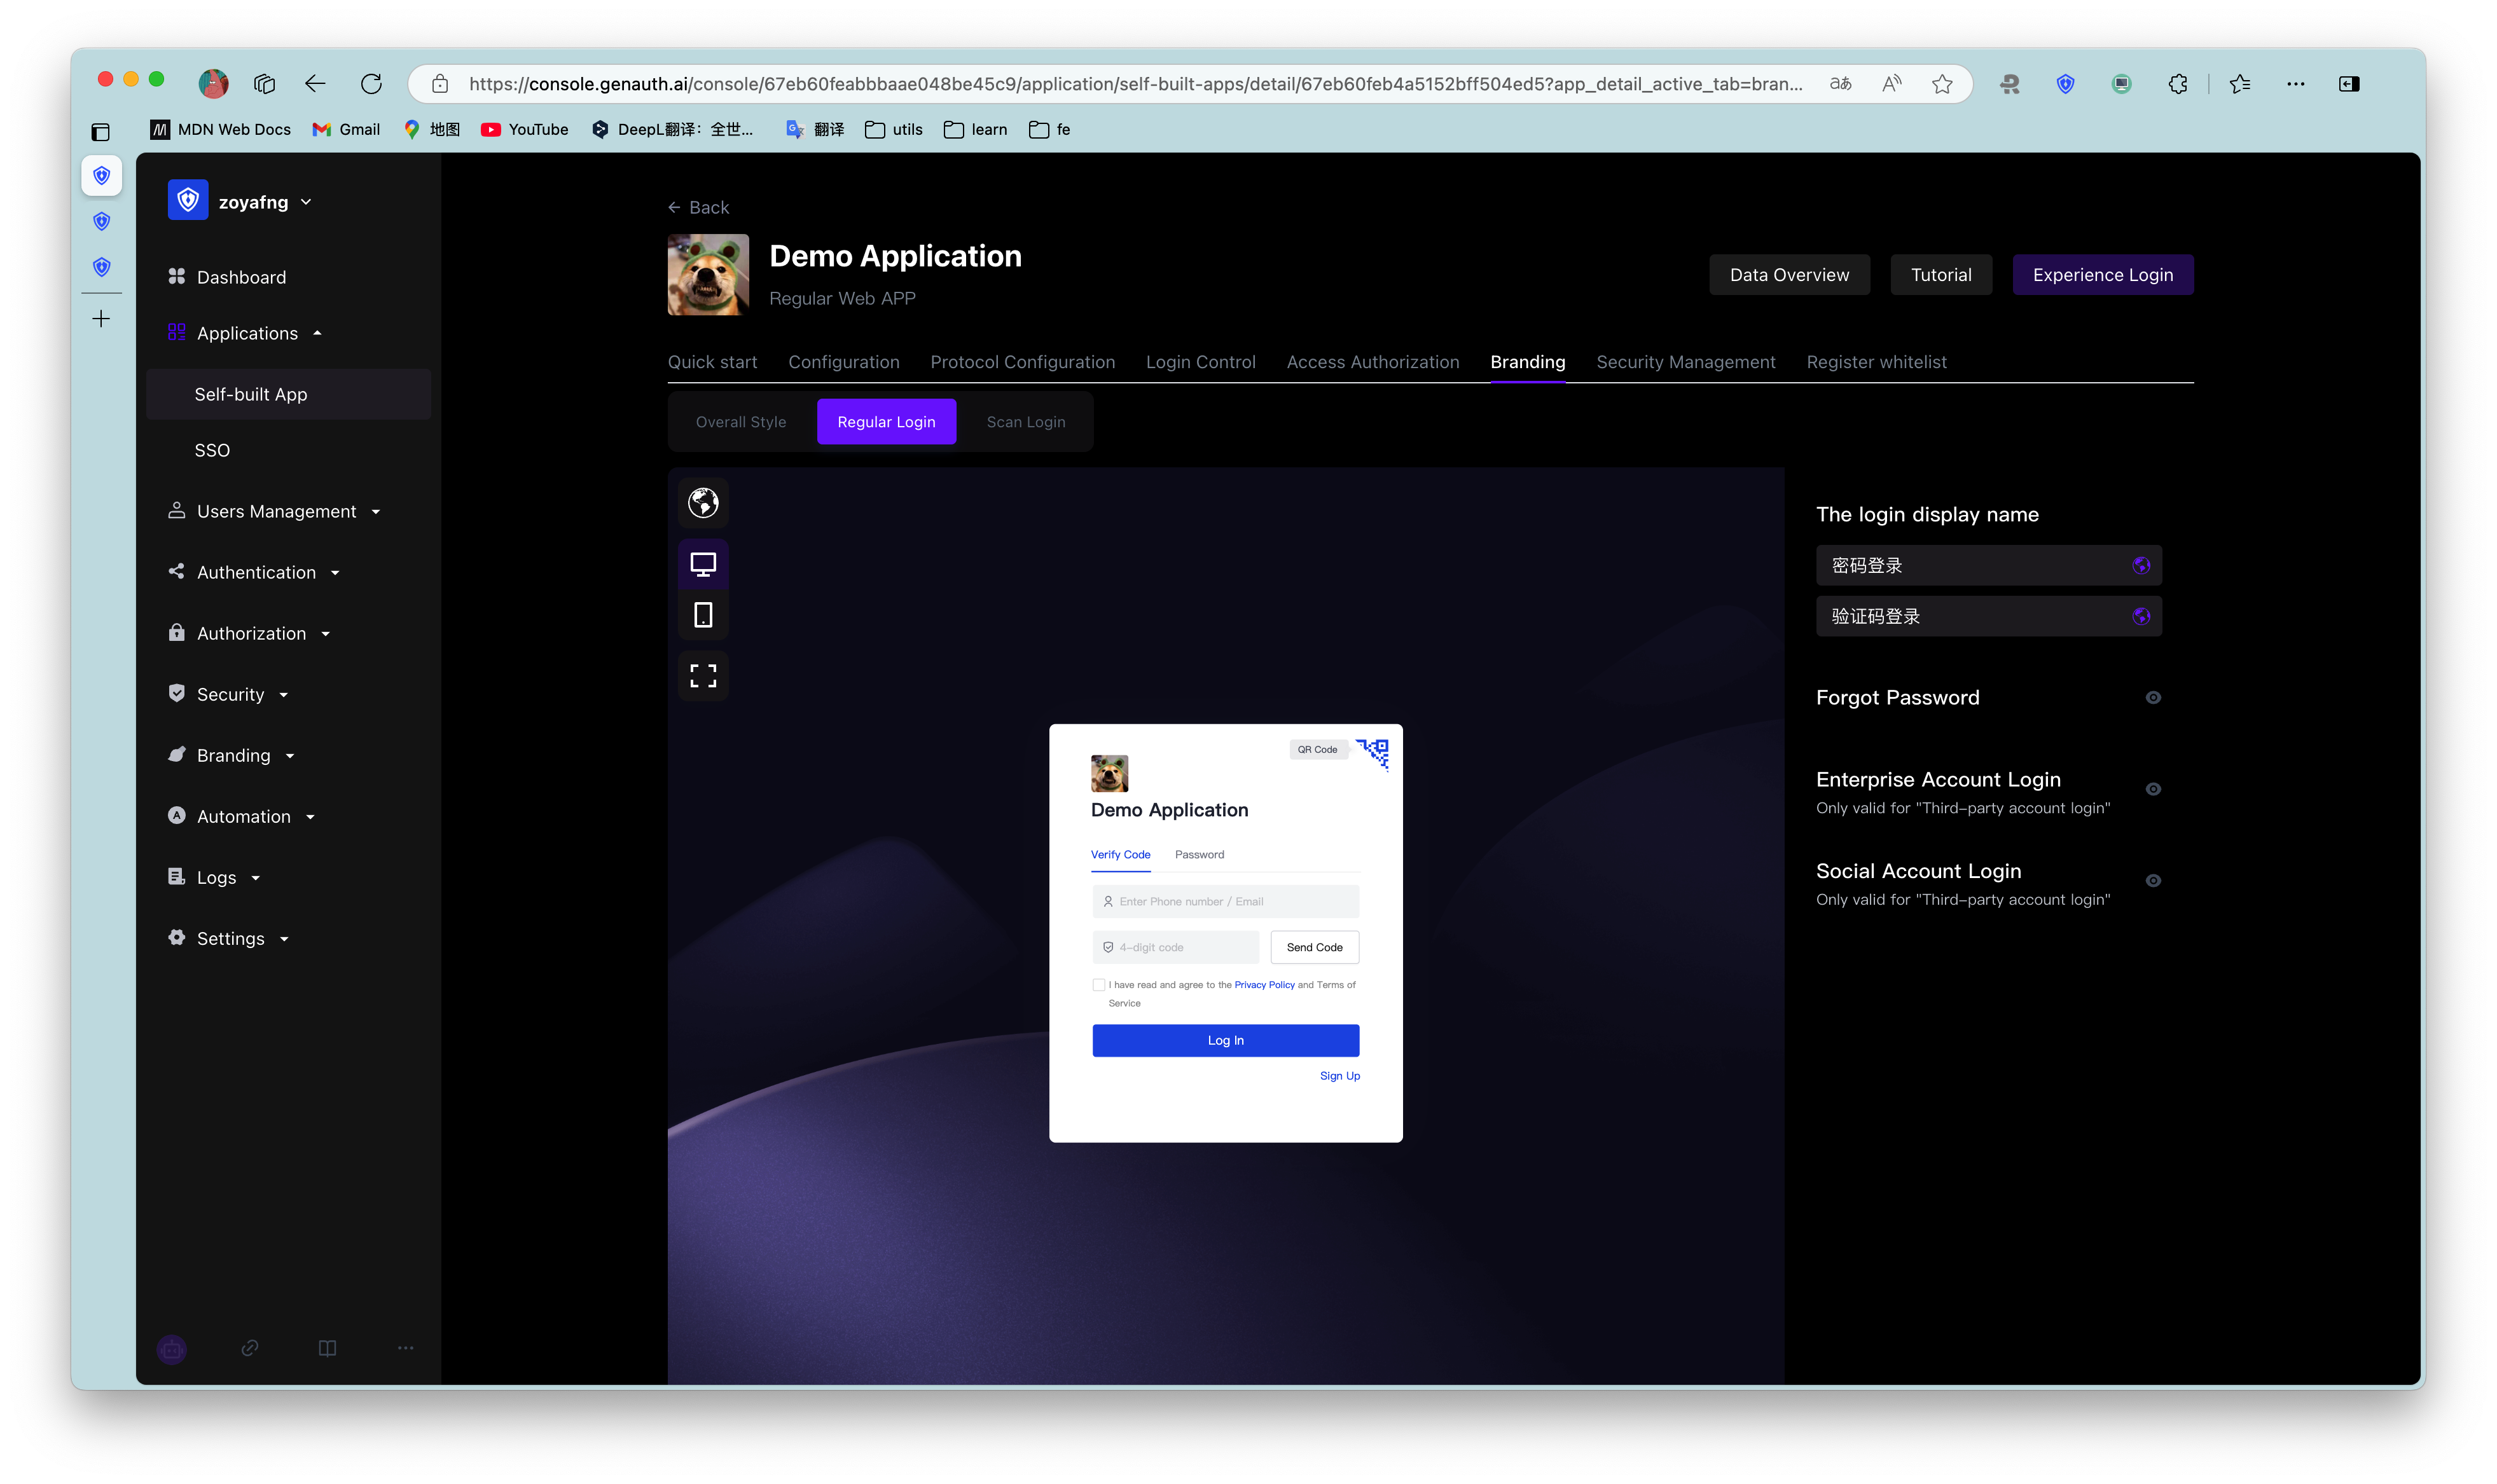 https://console.genauth.ai/console/67eb60feabbbaae048be45c9/application/self-built-apps/detail/67eb60feb4a5152bff504ed5?app_detail_active_tab=bran...
MDN Web Docs
Gmail
地图
YouTube
DeepL翻译：全世...
翻译
utils
learn
fe
zoyafng
Dashboard
Applications
Self-built App
SSO
Users Management
Authentication
Authorization
Security
Branding
Automation
Logs
Settings
Back
Demo Application
Regular Web APP
Data Overview
Tutorial
Experience Login
Quick start
Configuration
Protocol Configuration
Login Control
Access Authorization
Branding
Security Management
Register whitelist
Overall Style
Regular Login
Scan Login
QR Code
Demo Application
Verify Code
Password
Enter Phone number / Email
4-digit code
Send Code
I have read and agree to the Privacy Policy and Terms of
Service
Log In
Sign Up
The login display name
密码登录
验证码登录
Forgot Password
Enterprise Account Login
Only valid for "Third-party account login"
Social Account Login
Only valid for "Third-party account login"